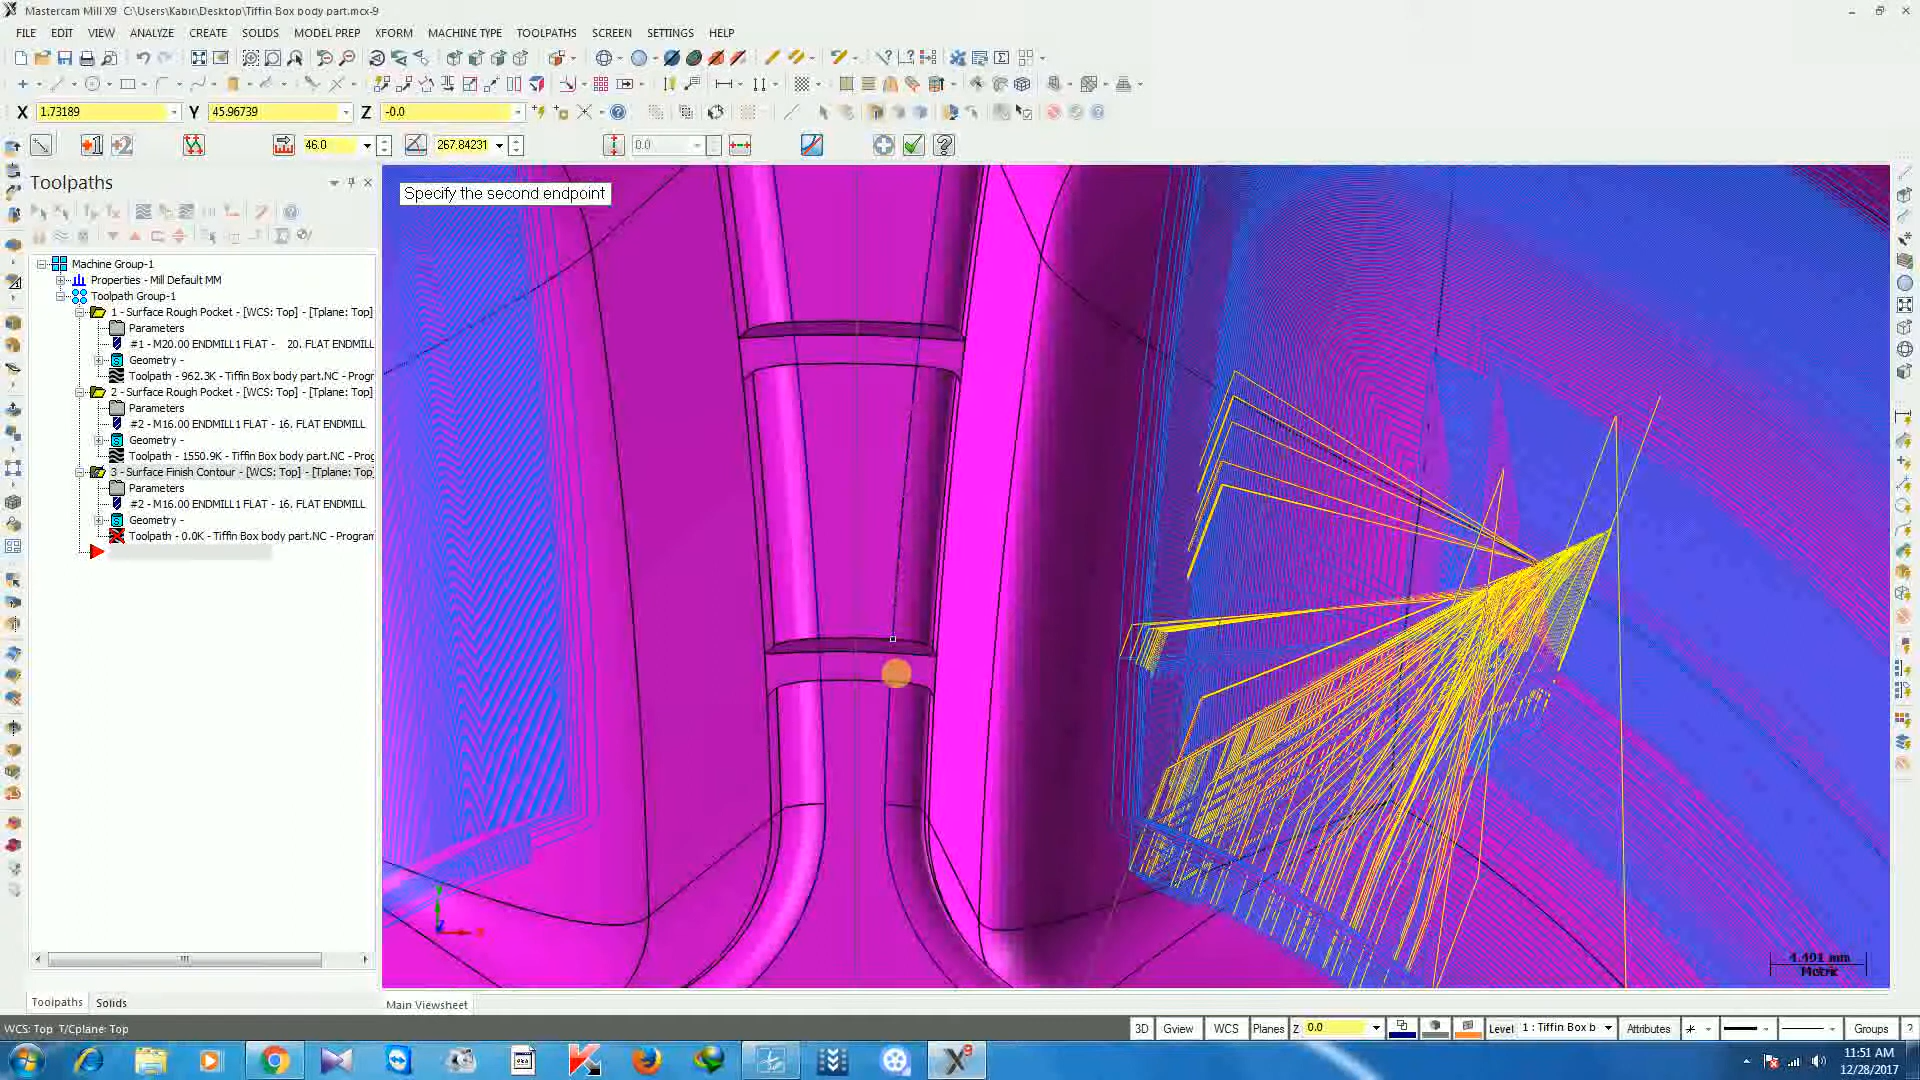 Mastercam Mill X9  C:\Users\Kabir\Desktop\Tiffin Box body part.mcx-9
FILE EDIT VIEW ANALYZE CREATE SOLIDS MODEL PREP XFORM MACHINE TYPE TOOLPATHS SCREEN SETTINGS HELP
X 1.73189 Y 45.96739 Z -0.0
46.0 267.84231 0.0
Toolpaths
Specify the second endpoint
Machine Group-1
Properties - Mill Default MM
Toolpath Group-1
1 - Surface Rough Pocket - [WCS: Top] - [Tplane: Top]
Parameters
#1 - M20.00 ENDMILL1 FLAT - 20. FLAT ENDMILL
Geometry -
Toolpath - 962.3K - Tiffin Box body part.NC - Progr
2 - Surface Rough Pocket - [WCS: Top] - [Tplane: Top]
Parameters
#2 - M16.00 ENDMILL1 FLAT - 16. FLAT ENDMILL
Geometry -
Toolpath - 1550.9K - Tiffin Box body part.NC - Prog
3 - Surface Finish Contour - [WCS: Top] - [Tplane: Top
Parameters
#2 - M16.00 ENDMILL1 FLAT - 16. FLAT ENDMILL
Geometry -
Toolpath - 0.0K - Tiffin Box body part.NC - Program
4.401 mm
Metric
Toolpaths Solids
Main Viewsheet
WCS: Top  T/Cplane: Top
3D Gview WCS Planes Z 0.0 Level 1 : Tiffin Box b Attributes Groups ?
11:51 AM
12/28/2017